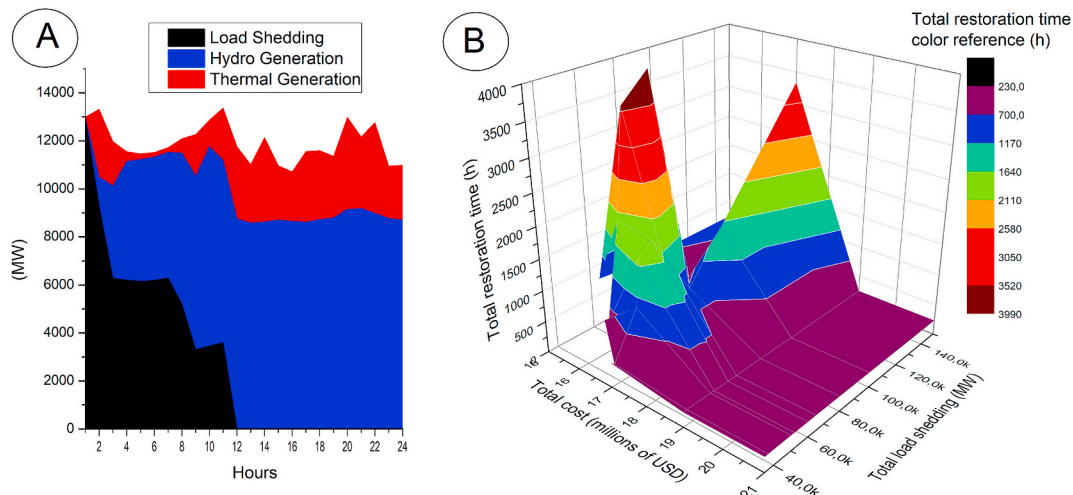 A
Load Shedding
Hydro Generation
Thermal Generation
14000
12000
10000
8000
6000
4000
2000
0
(MW)
2 4 6 8 10 12 14 16 18 20 22 24
Hours
B
Total restoration time
color reference (h)
230,0
700,0
1170
1640
2110
2580
3050
3520
3990
4000
3500
3000
2500
2000
1500
1000
500
Total restoration time (h)
16
17
18
19
20
21
Total cost (millions of USD)
140,0k
120,0k
100,0k
80,0k
60,0k
40,0k
Total load shedding (MW)